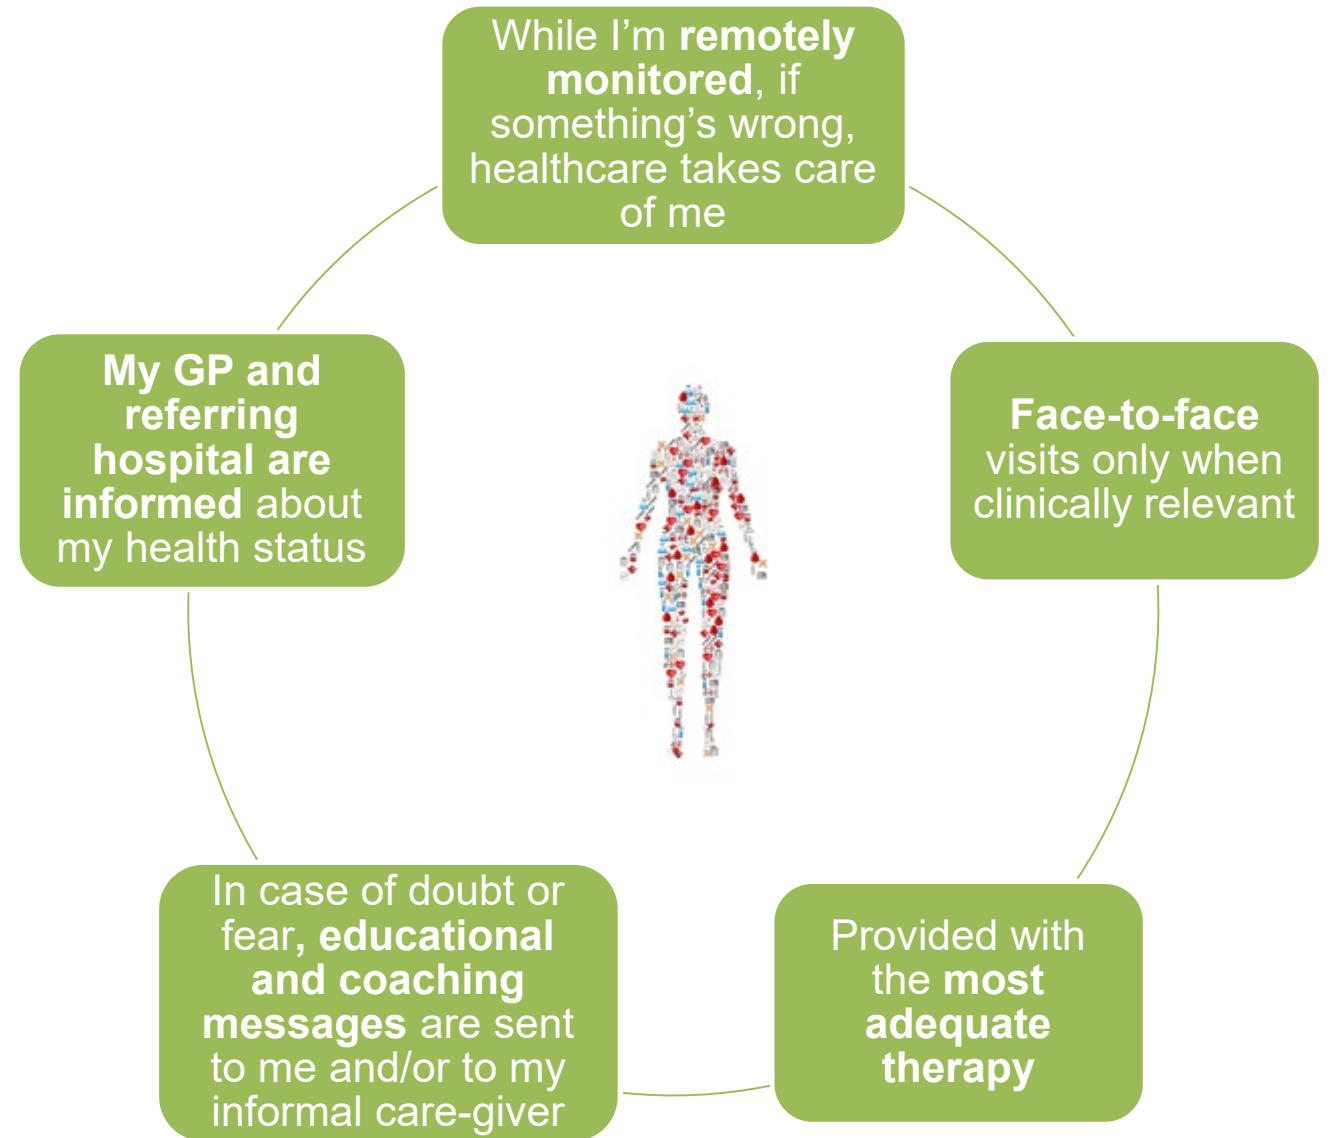 While I’m remotely
monitored, if
something’s wrong,
healthcare takes care
of me
Face-to-face
visits only when
clinically relevant
Provided with
the most
adequate
therapy
In case of doubt or
fear, educational
and coaching
messages are sent
to me and/or to my
informal care-giver
My GP and
referring
hospital are
informed about
my health status